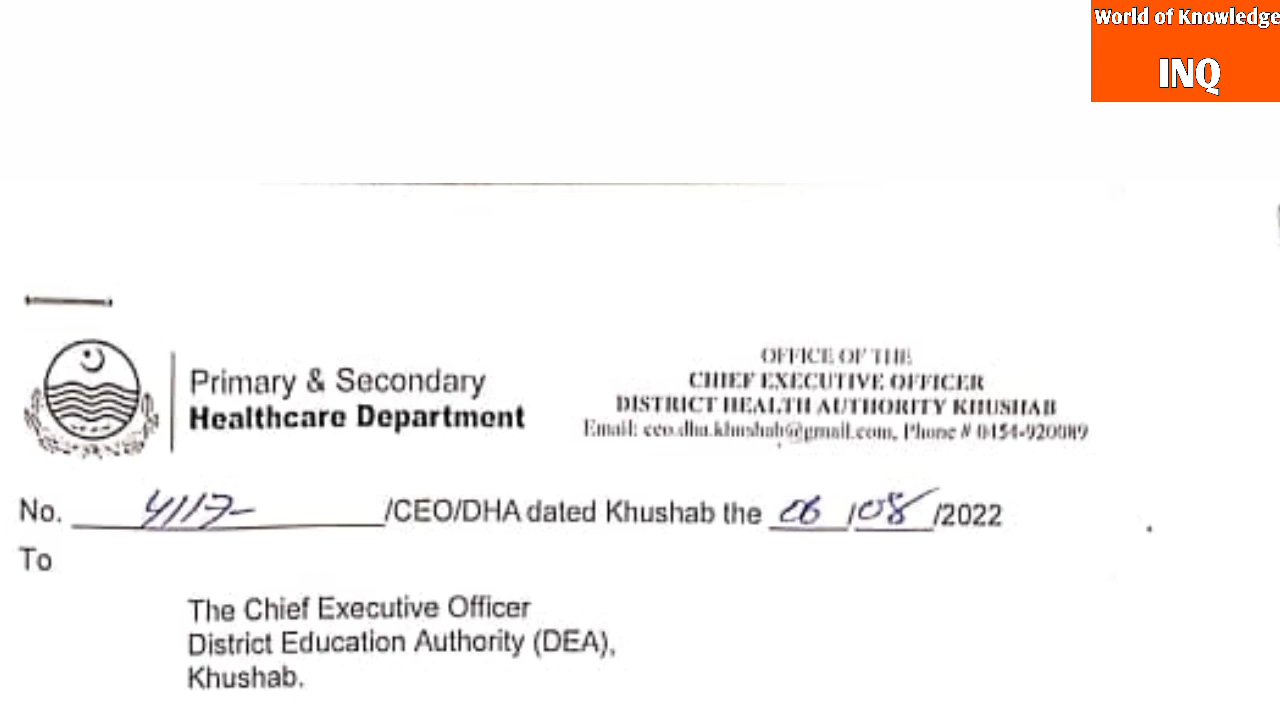 World of Knowledge
INQ
Primary & Secondary
Healthcare Department
OFFICE OF THE
CHIEF EXECUTIVE OFFICER
DISTRICT HEALTH AUTHORITY KHUSHAB
Email: ceo.dha.khushab@gmail.com, Phone # 0454-920089
No. 4117- /CEO/DHA dated Khushab the 06/08/2022
To
The Chief Executive Officer
District Education Authority (DEA),
Khushab.